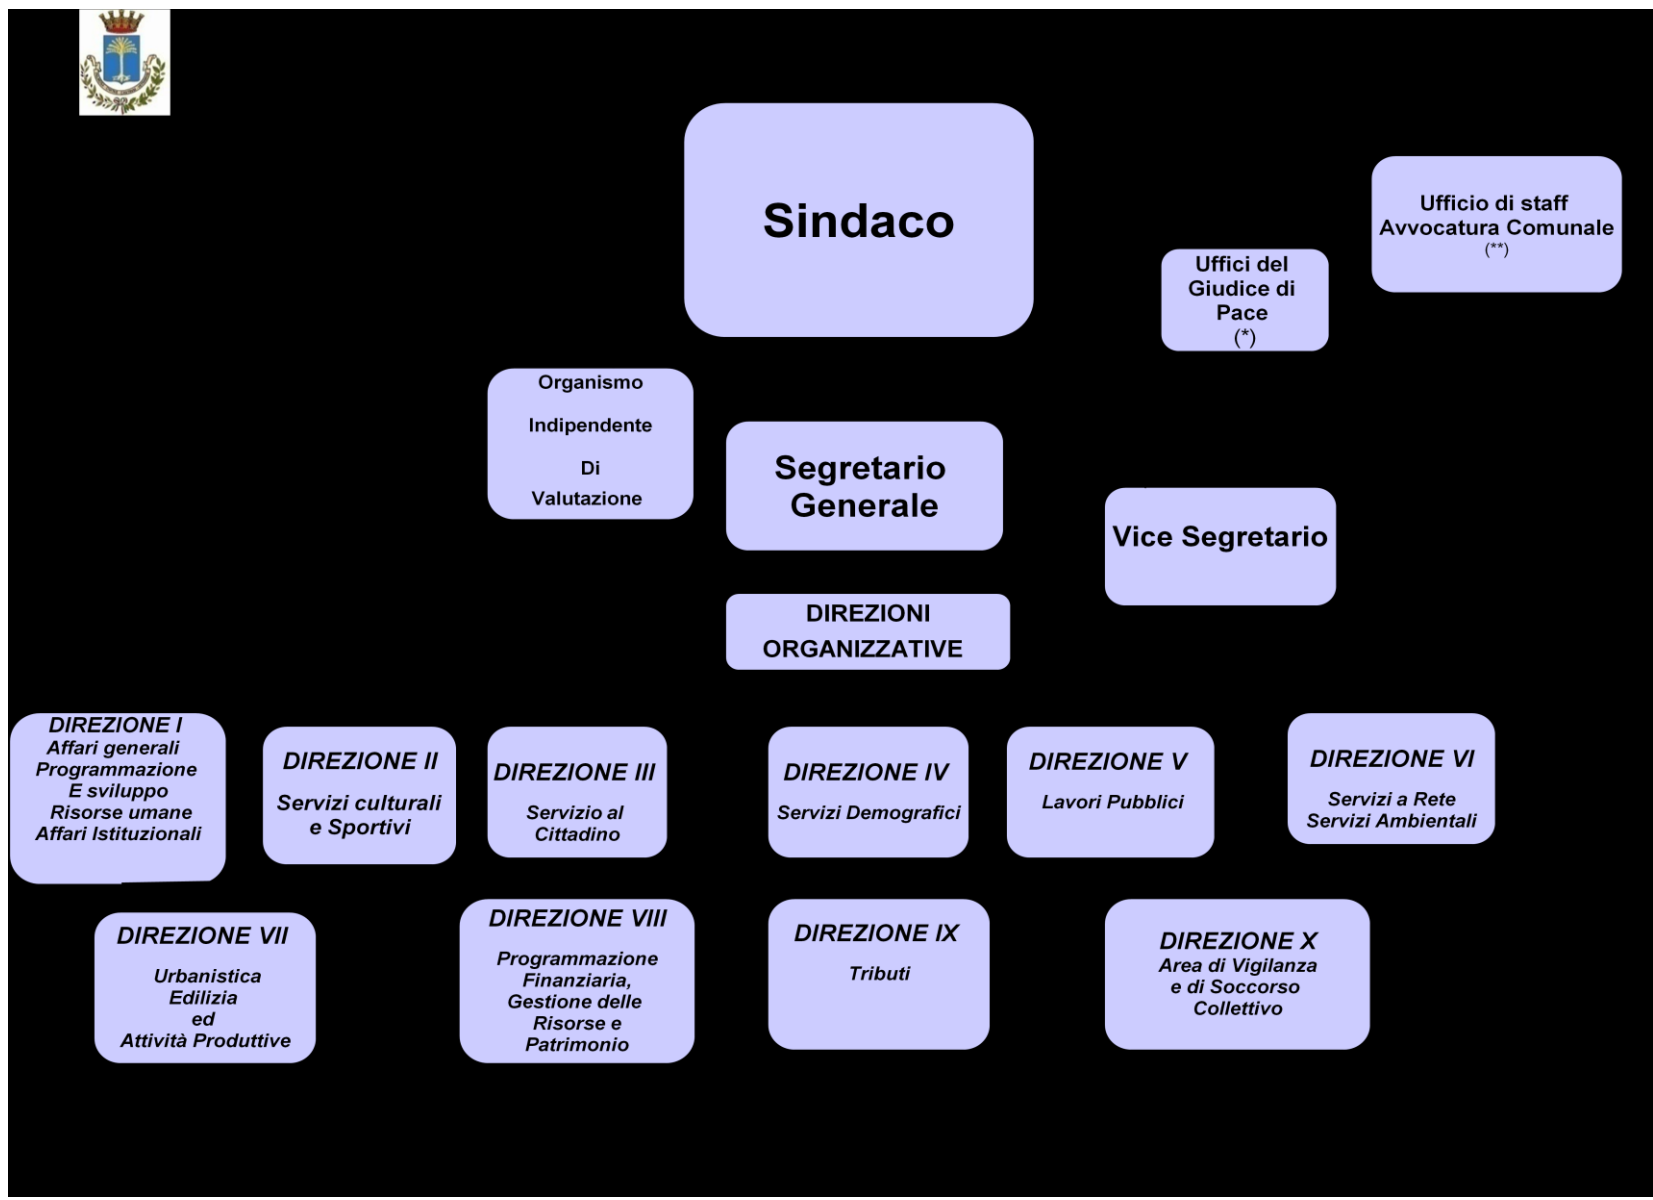 Sindaco
Ufficio di staff
Avvocatura Comunale
(**)
Uffici del
Giudice di
Pace
(*)
Organismo
Indipendente
Di
Valutazione
Segretario
Generale
Vice Segretario
DIREZIONI
ORGANIZZATIVE
DIREZIONE I
Affari generali
Programmazione
E sviluppo
Risorse umane
Affari Istituzionali
DIREZIONE II
Servizi culturali
e Sportivi
DIREZIONE III
Servizio al
Cittadino
DIREZIONE IV
Servizi Demografici
DIREZIONE V
Lavori Pubblici
DIREZIONE VI
Servizi a Rete
Servizi Ambientali
DIREZIONE VII
Urbanistica
Edilizia
ed
Attività Produttive
DIREZIONE VIII
Programmazione
Finanziaria,
Gestione delle
Risorse e
Patrimonio
DIREZIONE IX
Tributi
DIREZIONE X
Area di Vigilanza
e di Soccorso
Collettivo